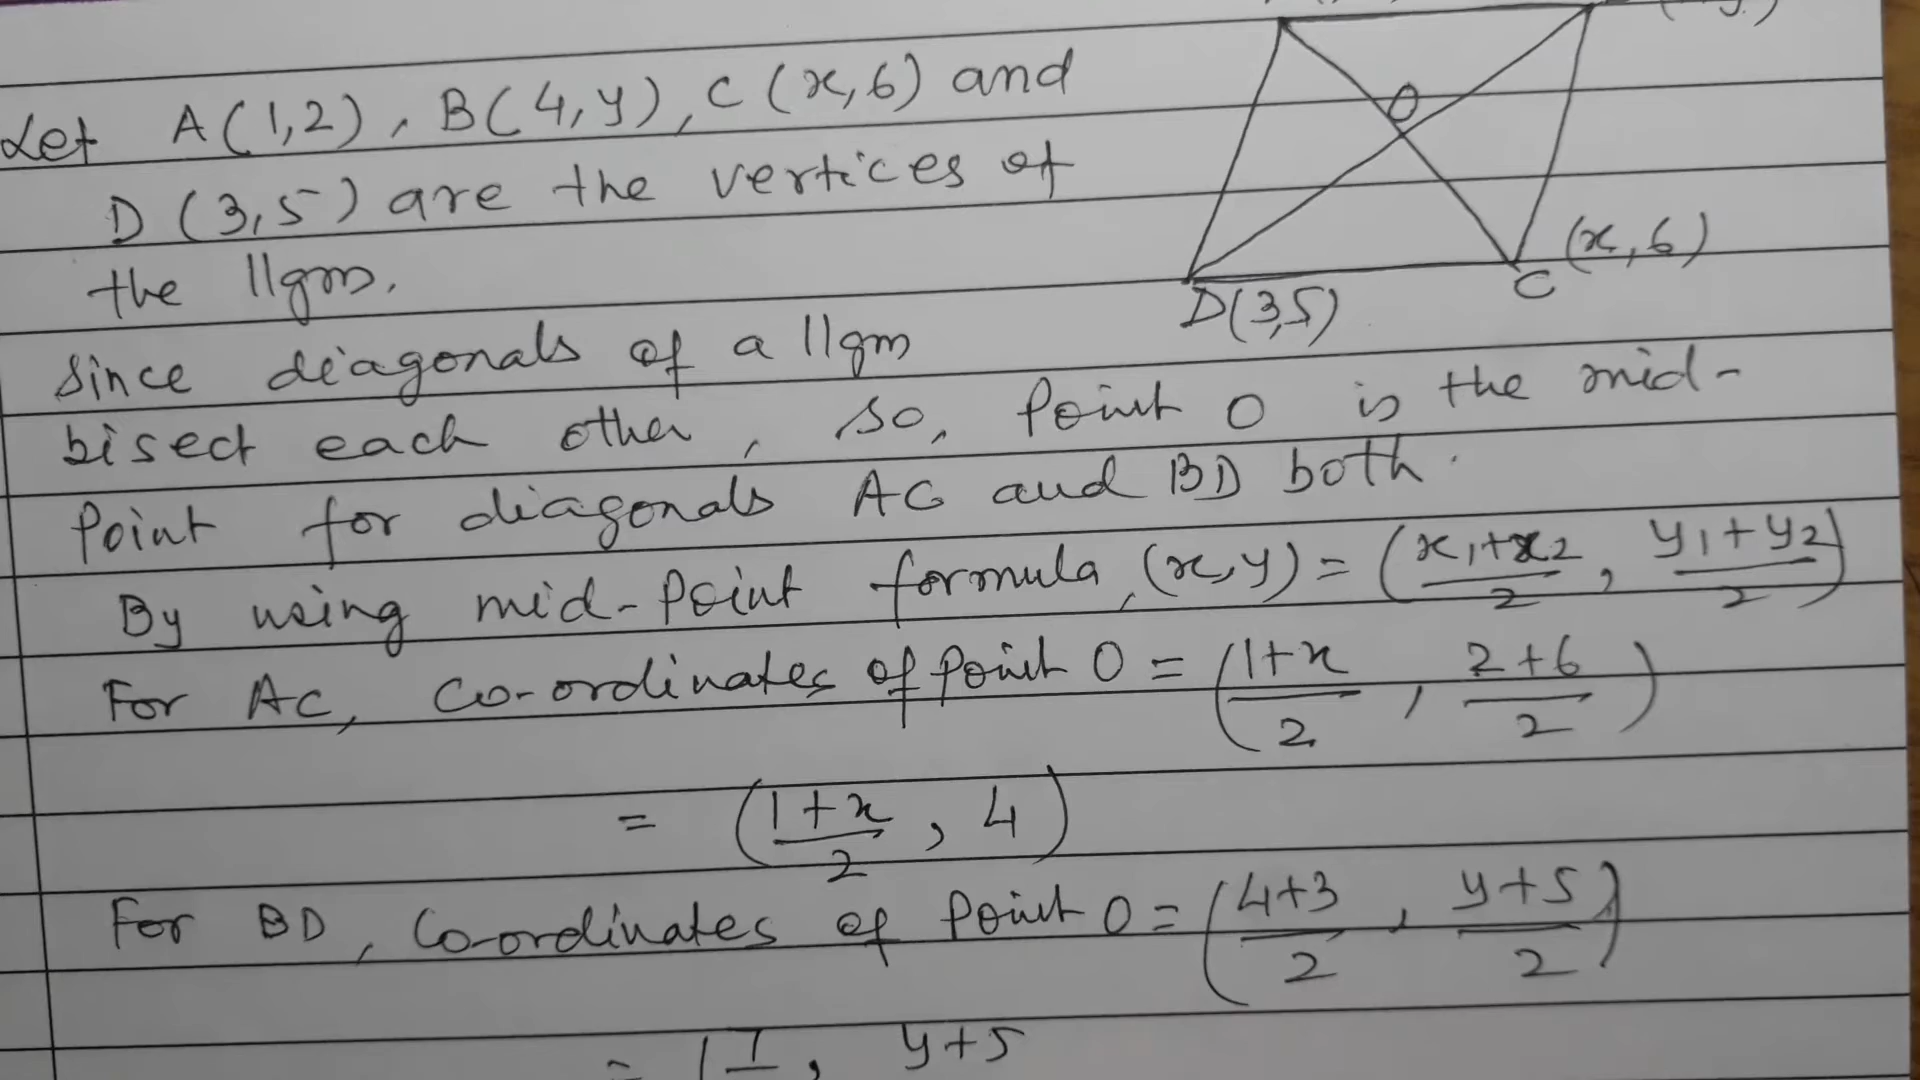 Let A(1,2), B(4,y), C(x,6) and
D(3,5) are the vertices of
the llgm.
O
(x,6)
C
D(3,5)
Since diagonals of a llgm
bisect each other, so, Point O is the mid-
Point for diagonals AC and BD both.
By using mid-Point formula, (x,y) = (x1+x2/2, y1+y2/2)
For AC, Co-ordinates of Point O = (1+x/2, 2+6/2)
= (1+x/2, 4)
For BD, Co-ordinates of Point O = (4+3/2, y+5/2)
= (7, y+5